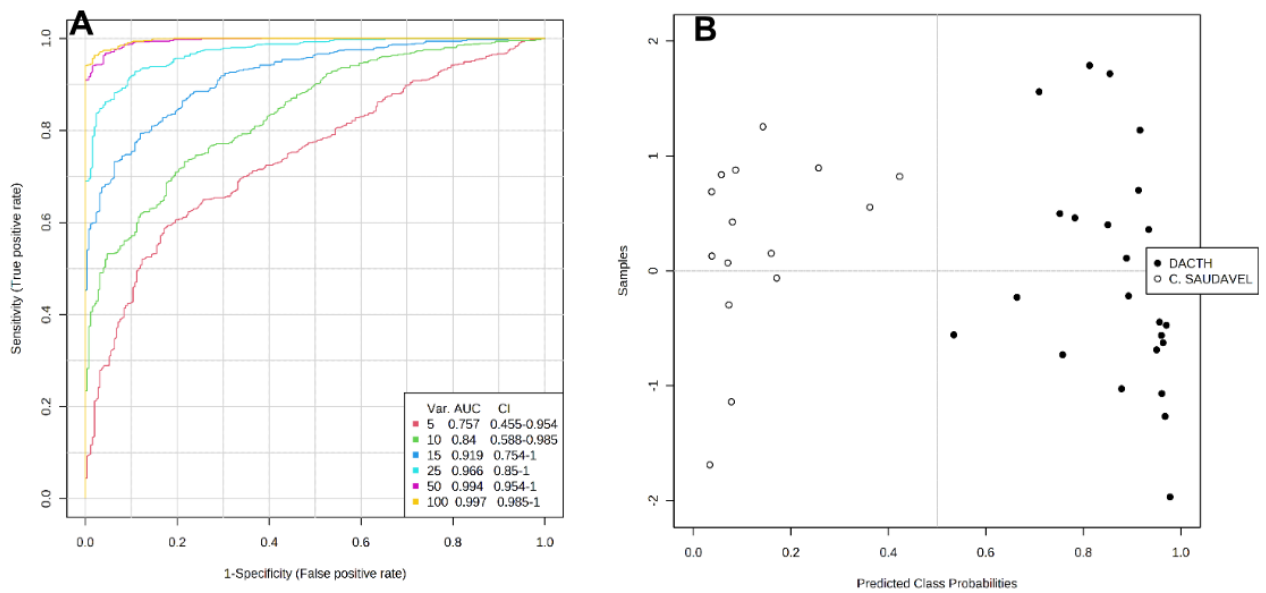 A
Sensitivity (True positive rate)
1.0
0.8
0.6
0.4
0.2
0.0
Var. AUC CI
5 0.757 0.455-0.954
10 0.84 0.588-0.985
15 0.919 0.754-1
25 0.966 0.85-1
50 0.994 0.954-1
100 0.997 0.985-1
0.0 0.2 0.4 0.6 0.8 1.0
1-Specificity (False positive rate)
B
Samples
2
1
0
-1
-2
DACTH
C. SAUDAVEL
0.0 0.2 0.4 0.6 0.8 1.0
Predicted Class Probabilities